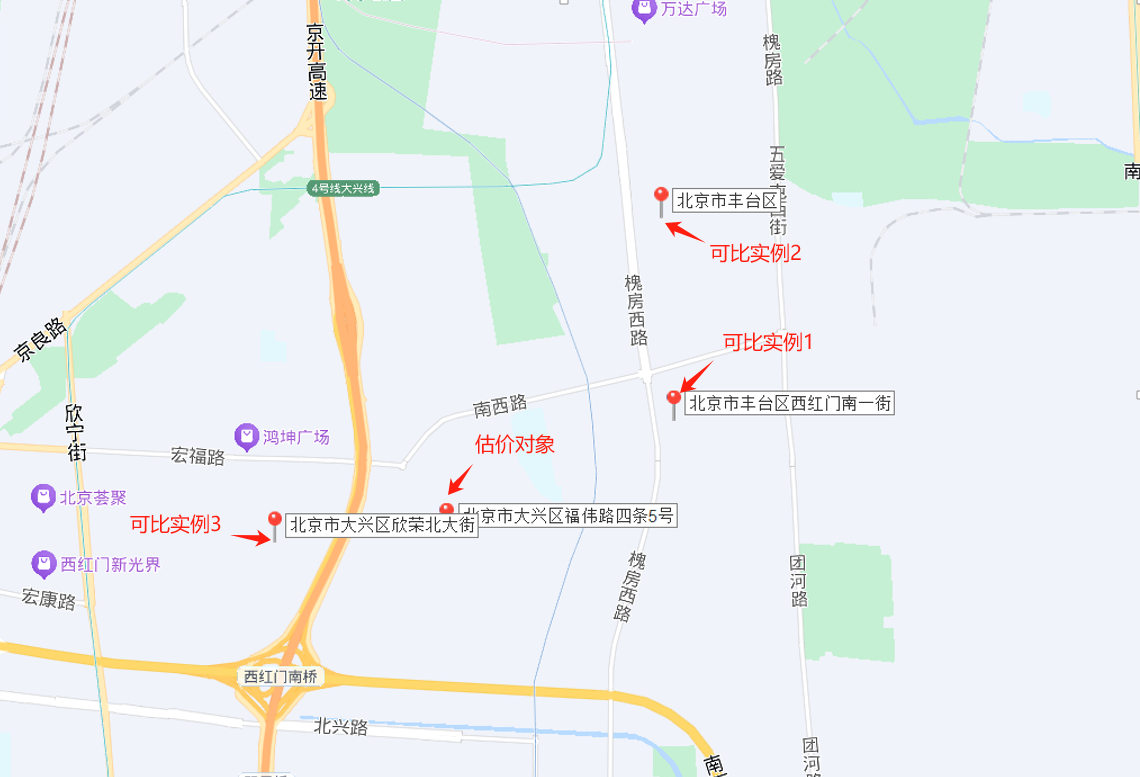 万达广场
京开高速
槐房路
五爱
街
南
4号线大兴线
北京市丰台区
可比实例2
槐房西路
京良路
可比实例1
北京市丰台区西红门南一街
南西路
欣宁街
鸿坤广场
宏福路
估价对象
北京荟聚
北京市大兴区福伟路四条5号
可比实例3
北京市大兴区欣荣北大街
西红门新光界
槐房西路
团河路
宏康路
西红门南桥
北兴路
团河
南